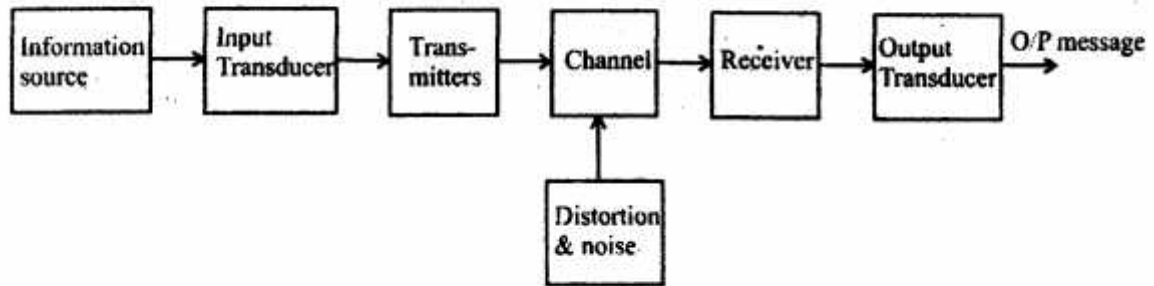 Information
source
Input
Transducer
Trans-
mitters
Channel
Receiver
Output
Transducer
O/P message
Distortion
& noise